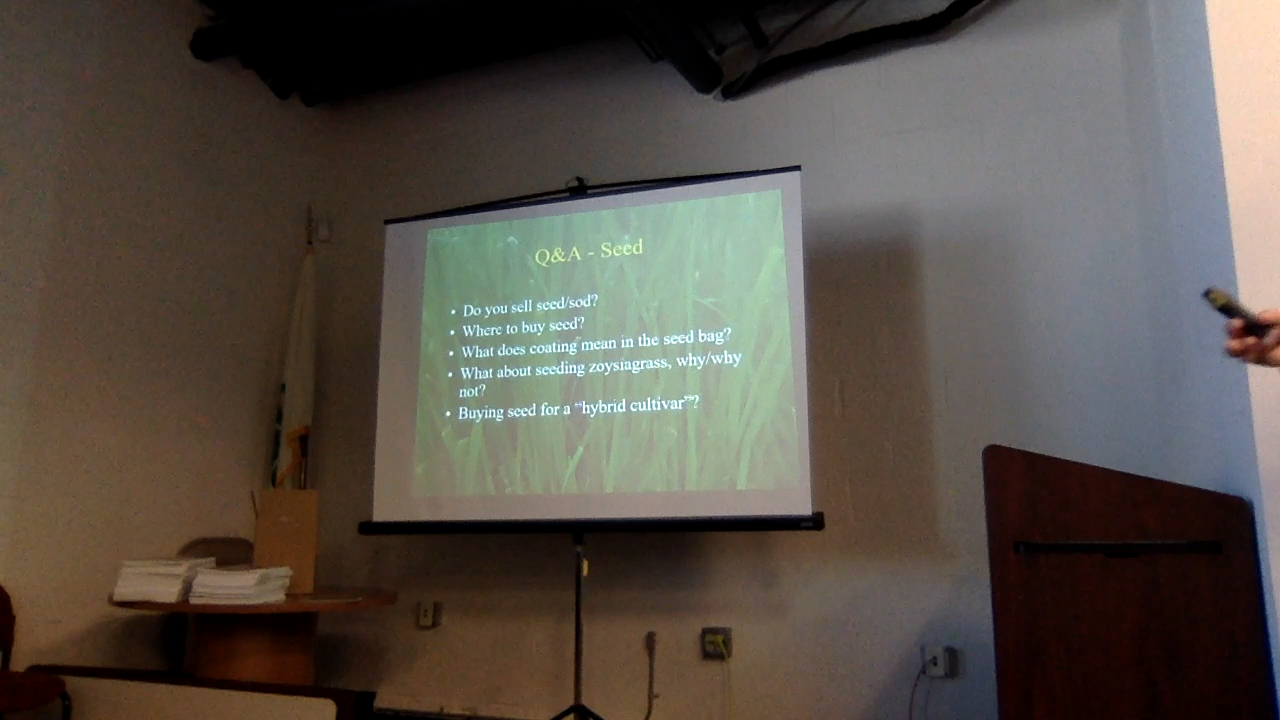 Q&A - Seed
• Do you sell seed/sod?
• Where to buy seed?
• What does coating mean in the seed bag?
• What about seeding zoysiagrass, why/why
not?
• Buying seed for a “hybrid cultivar”?